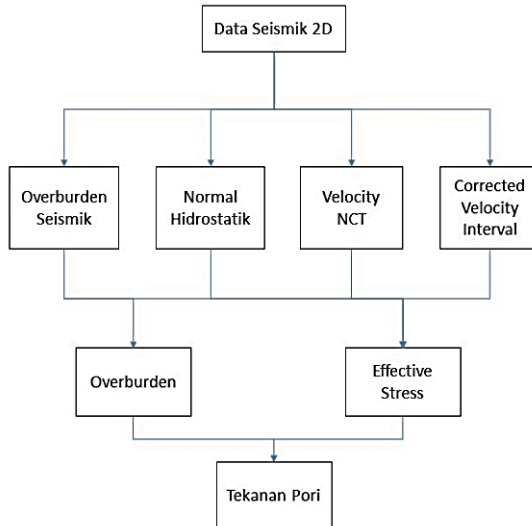 Data Seismik 2D
Overburden
Seismik
Normal
Hidrostatik
Velocity
NCT
Corrected
Velocity
Interval
Overburden
Effective
Stress
Tekanan Pori